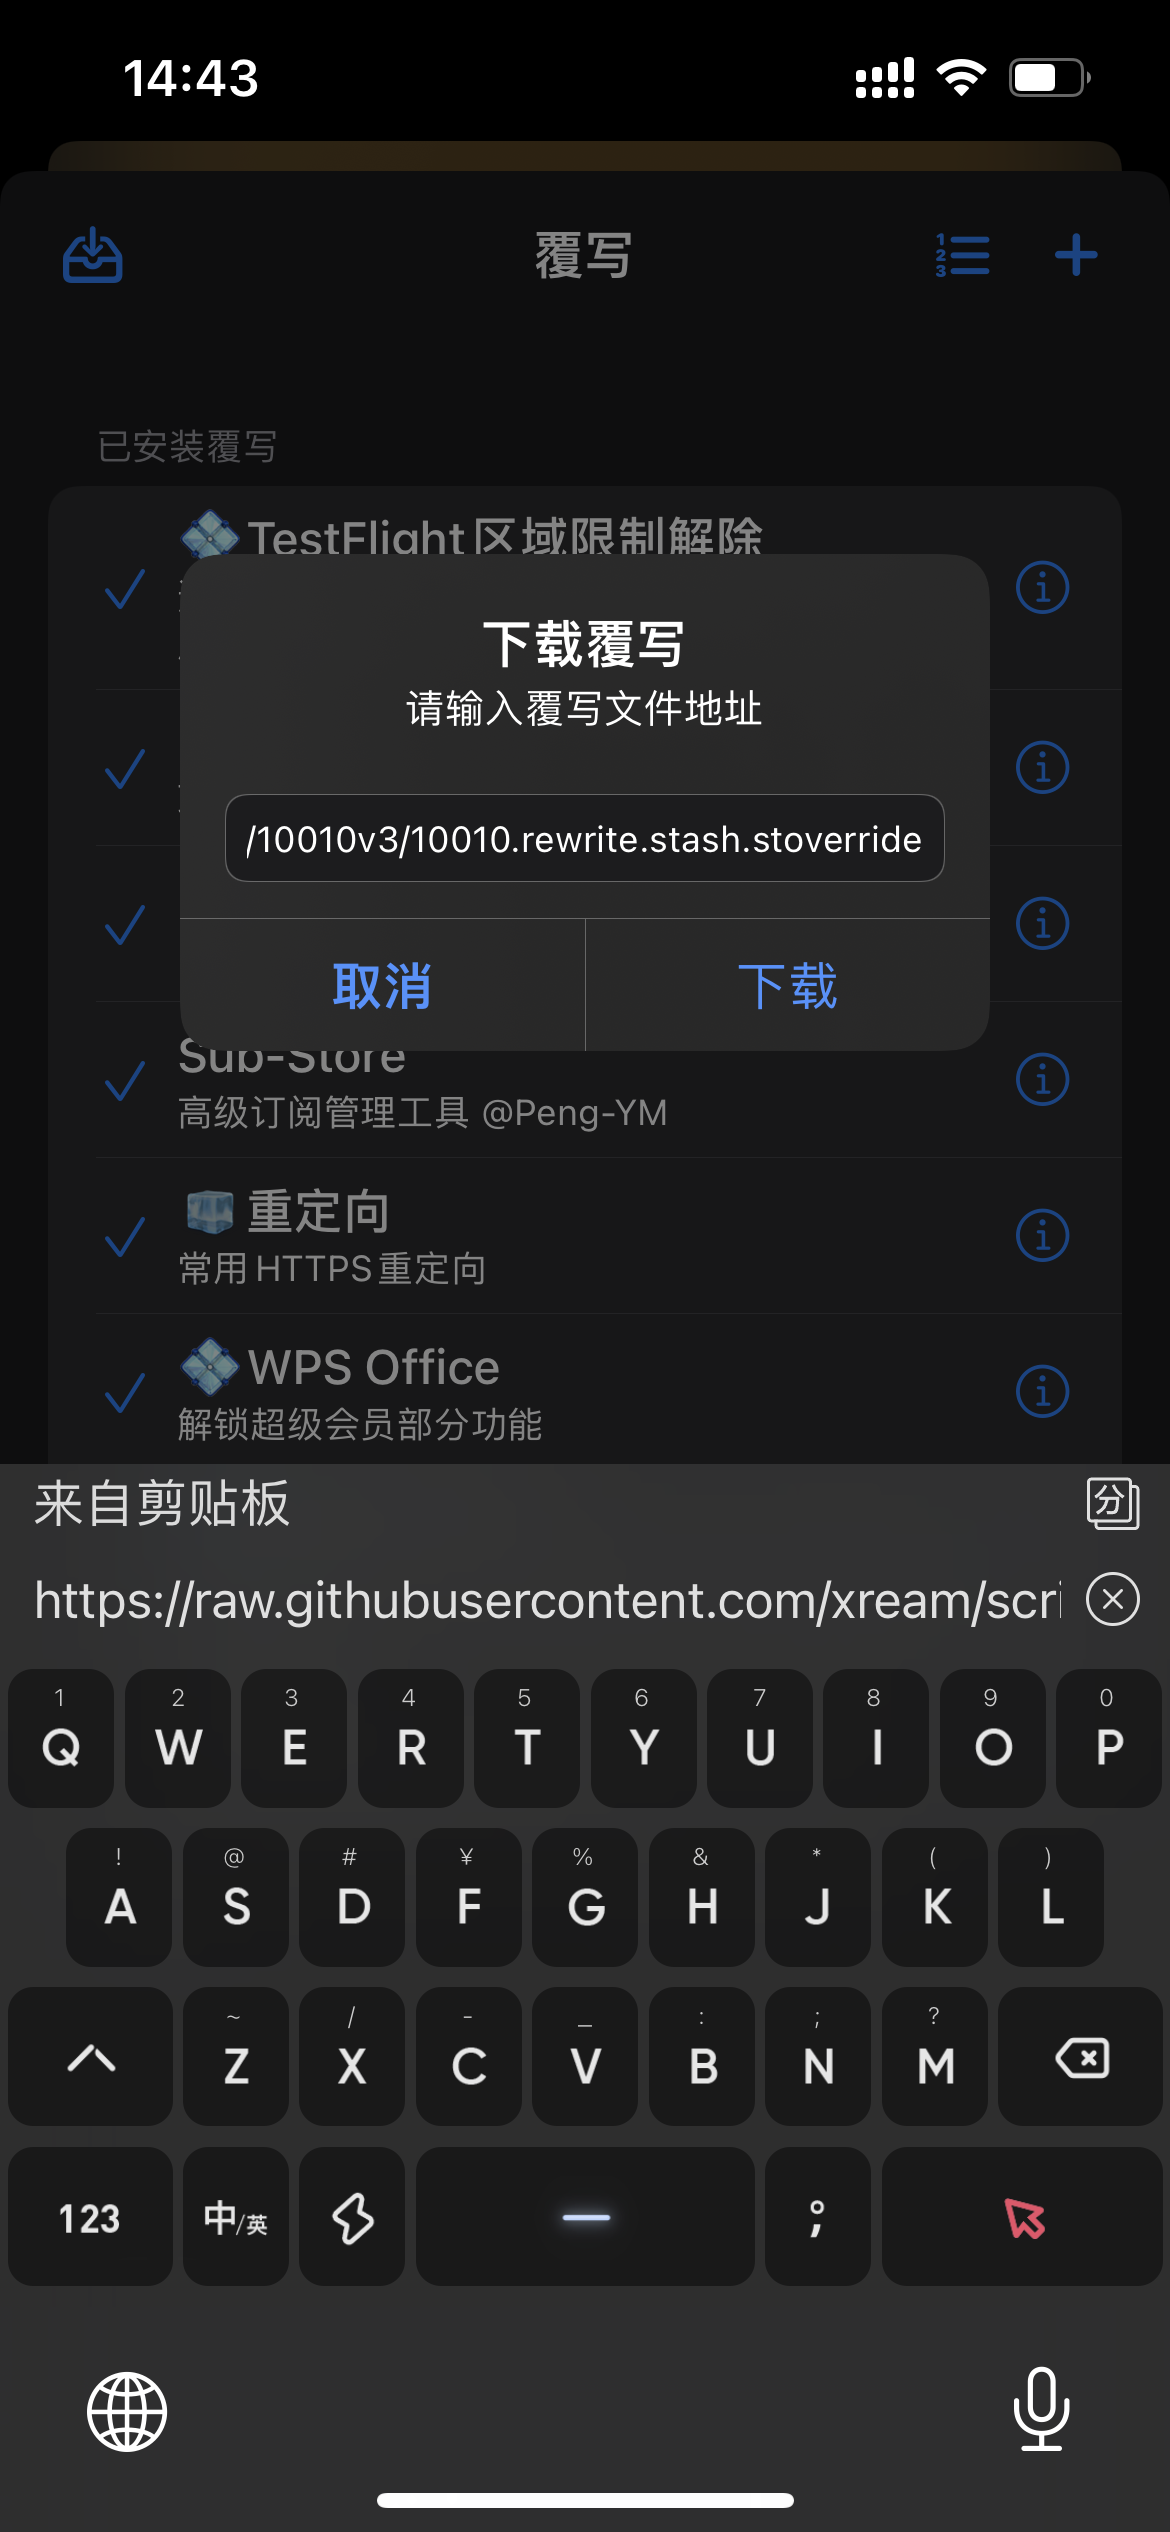 14:43
覆写
已安装覆写
TestFlight区域限制解除
下载覆写
请输入覆写文件地址
/10010v3/10010.rewrite.stash.stoverride
取消
下载
Sub-Store
高级订阅管理工具 @Peng-YM
重定向
常用HTTPS重定向
WPS Office
解锁超级会员部分功能
来自剪贴板
分
https://raw.githubusercontent.com/xream/scri
1 2 3 4 5 6 7 8 9 0
Q W E R T Y U I O P
! @ # ¥ % & * ( )
A S D F G H J K L
~ / - _ : ; ?
Z X C V B N M
123 中/英